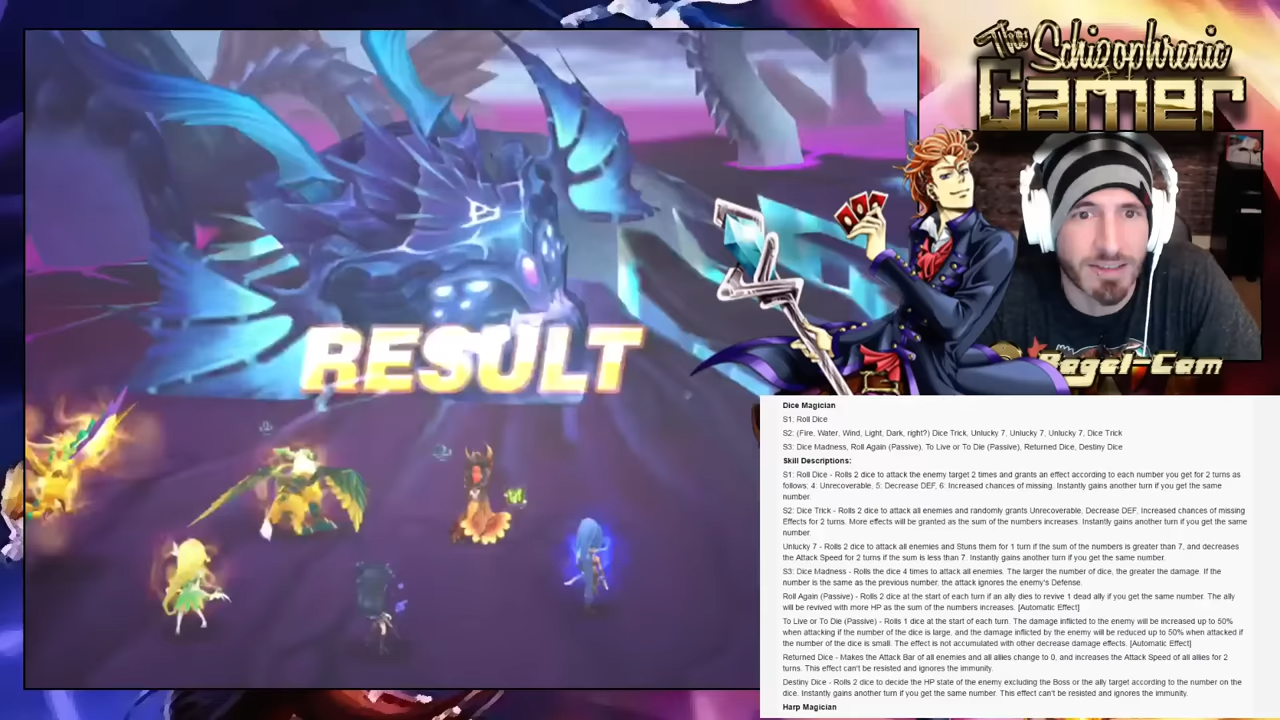 The Schizophrenic
Gamer
RESULT
Bagel-Cam
Dice Magician
S1: Roll Dice
S2: (Fire, Water, Wind, Light, Dark, right?) Dice Trick, Unlucky 7, Unlucky 7, Unlucky 7, Dice Trick
S3: Dice Madness, Roll Again (Passive), To Live or To Die (Passive), Returned Dice, Destiny Dice
Skill Descriptions:
S1: Roll Dice - Rolls 2 dice to attack the enemy target 2 times and grants an effect according to each number you get for 2 turns as
follows; 4: Unrecoverable, 5: Decrease DEF, 6: Increased chances of missing. Instantly gains another turn if you get the same
number.
S2: Dice Trick - Rolls 2 dice to attack all enemies and randomly grants Unrecoverable, Decrease DEF, Increased chances of missing
Effects for 2 turns. More effects will be granted as the sum of the numbers increases. Instantly gains another turn if you get the same
number.
Unlucky 7 - Rolls 2 dice to attack all enemies and Stuns them for 1 turn if the sum of the numbers is greater than 7, and decreases
the Attack Speed for 2 turns if the sum is less than 7. Instantly gains another turn if you get the same number.
S3: Dice Madness - Rolls the dice 4 times to attack all enemies. The larger the number of dice, the greater the damage. If the
number is the same as the previous number, the attack ignores the enemy's Defense.
Roll Again (Passive) - Rolls 2 dice at the start of each turn if an ally dies to revive 1 dead ally if you get the same number. The ally
will be revived with more HP as the sum of the numbers increases. [Automatic Effect]
To Live or To Die (Passive) - Rolls 1 dice at the start of each turn. The damage inflicted to the enemy will be increased up to 50%
when attacking if the number of the dice is large, and the damage inflicted by the enemy will be reduced up to 50% when attacked if
the number of the dice is small. The effect is not accumulated with other decrease damage effects. [Automatic Effect]
Returned Dice - Makes the Attack Bar of all enemies and all allies change to 0, and increases the Attack Speed of all allies for 2
turns. This effect can't be resisted and ignores the immunity.
Destiny Dice - Rolls 2 dice to decide the HP state of the enemy excluding the Boss or the ally target according to the number on the
dice. Instantly gains another turn if you get the same number. This effect can't be resisted and ignores the immunity.
Harp Magician